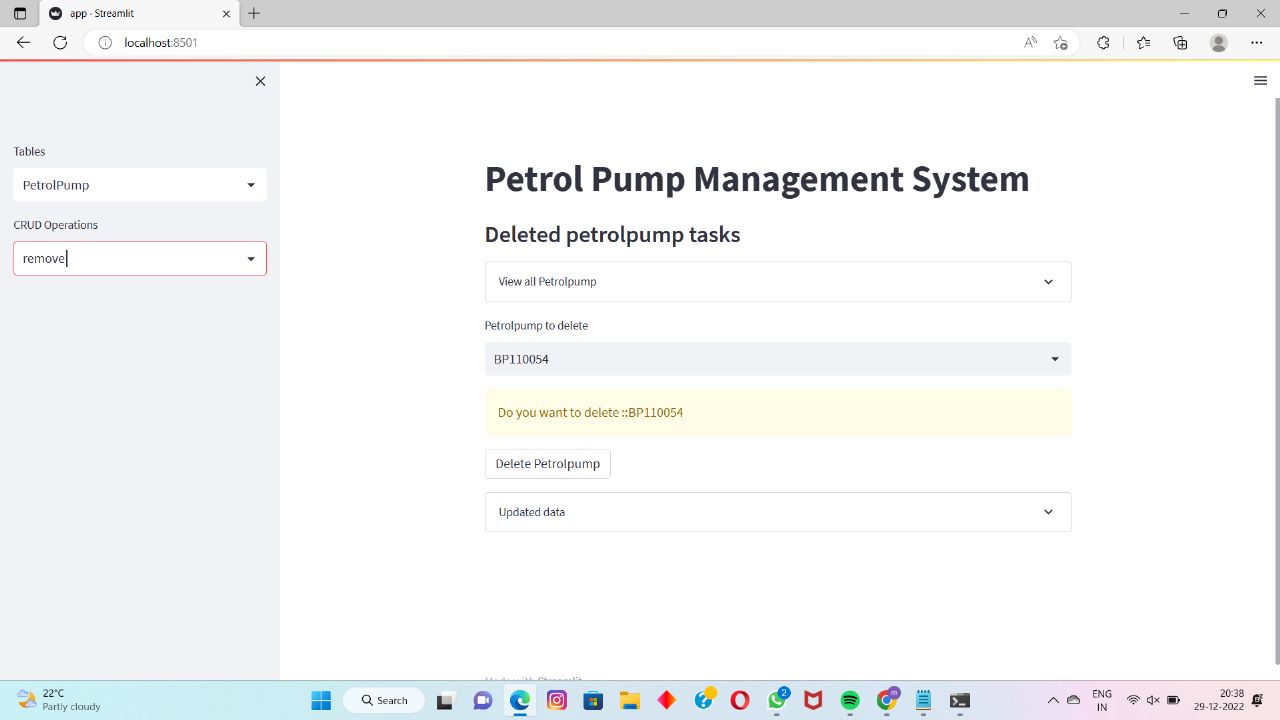 app - Streamlit
localhost:8501
Tables
PetrolPump
CRUD Operations
remove
Petrol Pump Management System
Deleted petrolpump tasks
View all Petrolpump
Petrolpump to delete
BP110054
Do you want to delete ::BP110054
Delete Petrolpump
Updated data
Made with Streamlit
22°C
Partly cloudy
Search
2
m
ENG
IN
20:38
29-12-2022